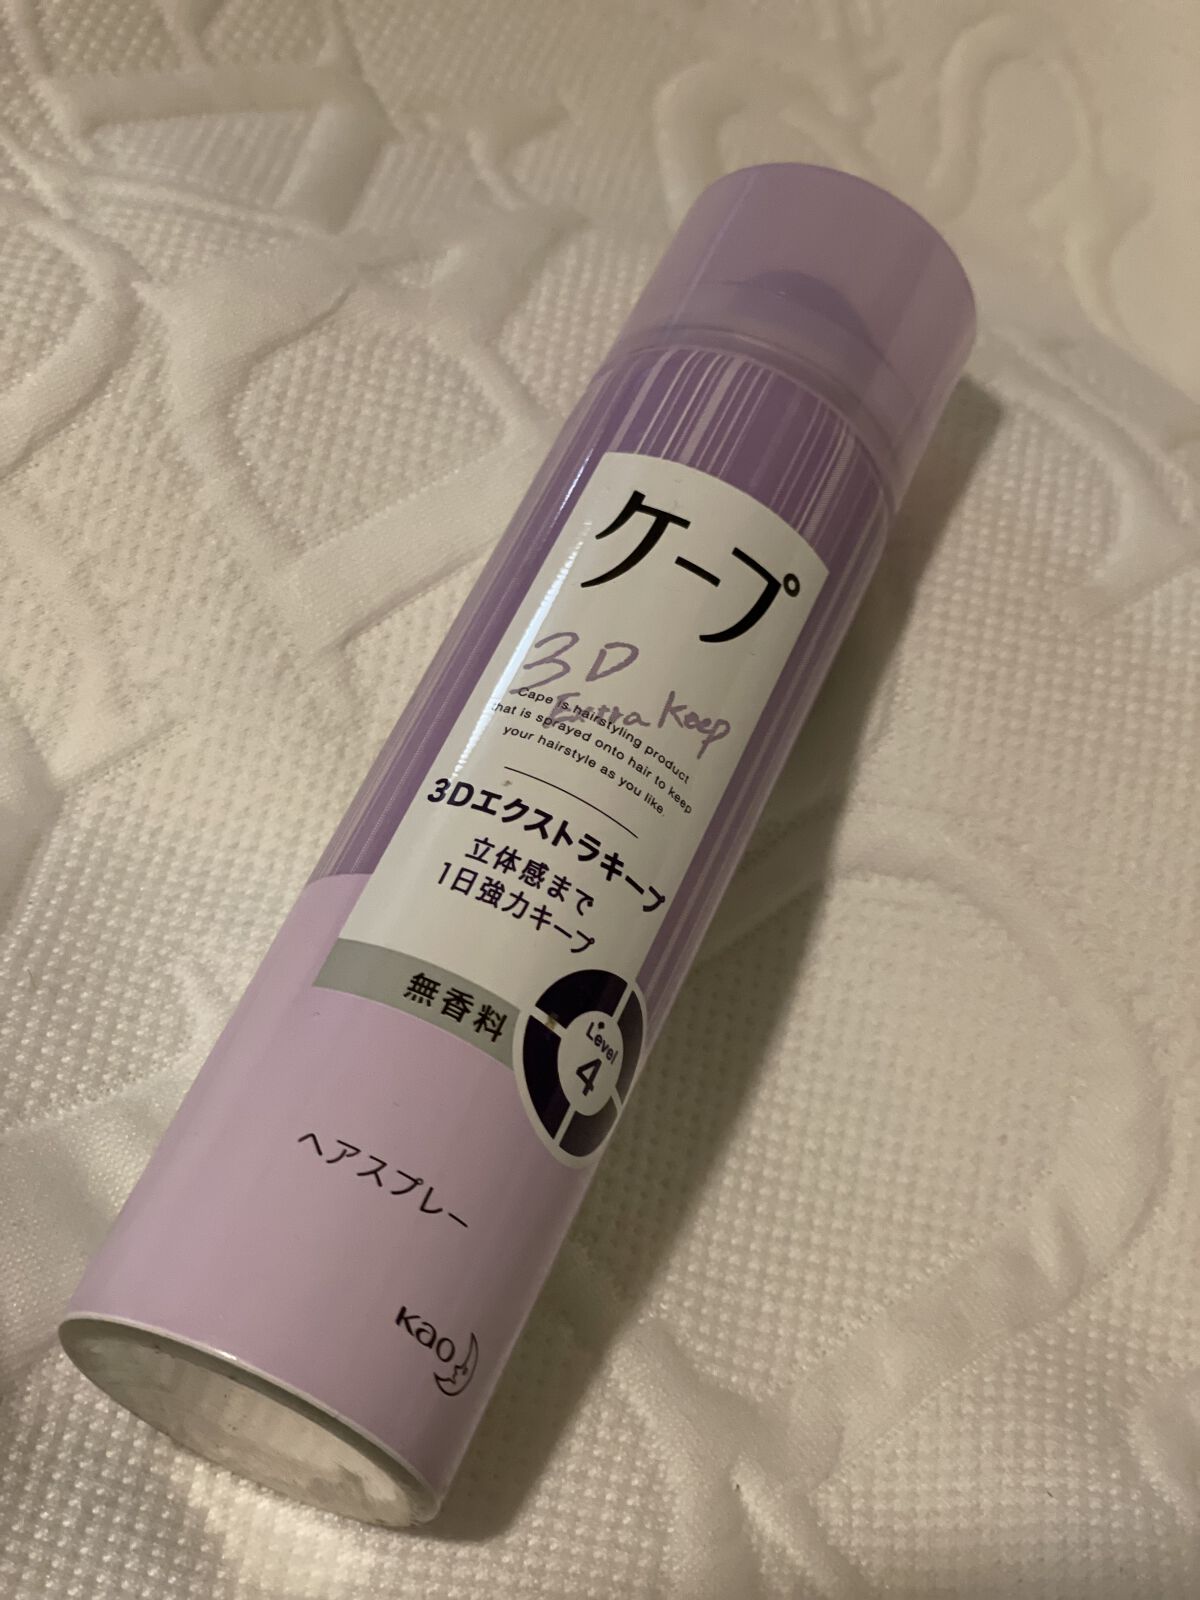 ケープ
3D
Extra Keep
Cape is hairstyling product
that is sprayed onto hair to keep
your hairstyle as you like.
3Dエクストラキープ
立体感まで
1日強力キープ
無香料
Level
4
ヘアスプレー
Kao